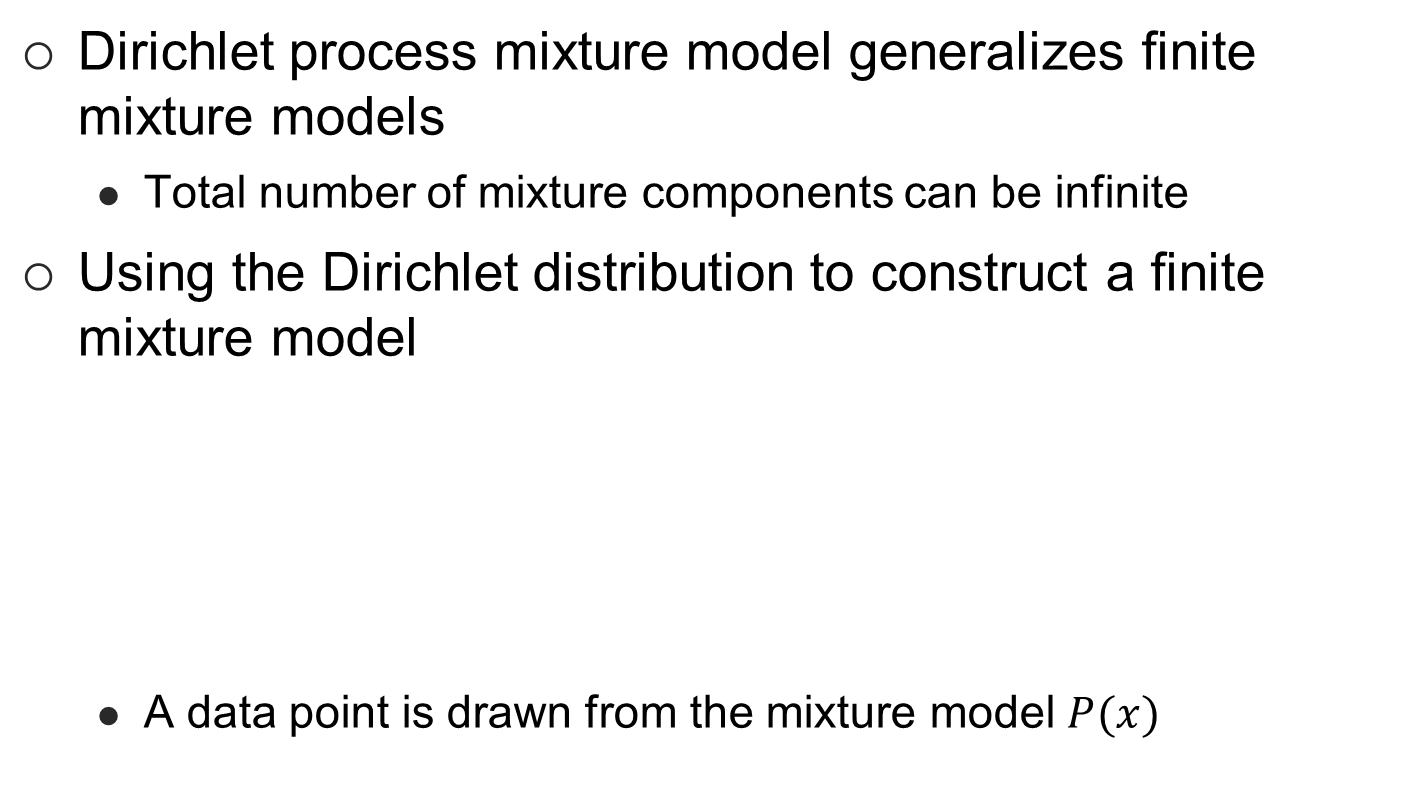 ○ Dirichlet process mixture model generalizes finite
mixture models
● Total number of mixture components can be infinite
○ Using the Dirichlet distribution to construct a finite
mixture model
● A data point is drawn from the mixture model 𝑃(𝑥)